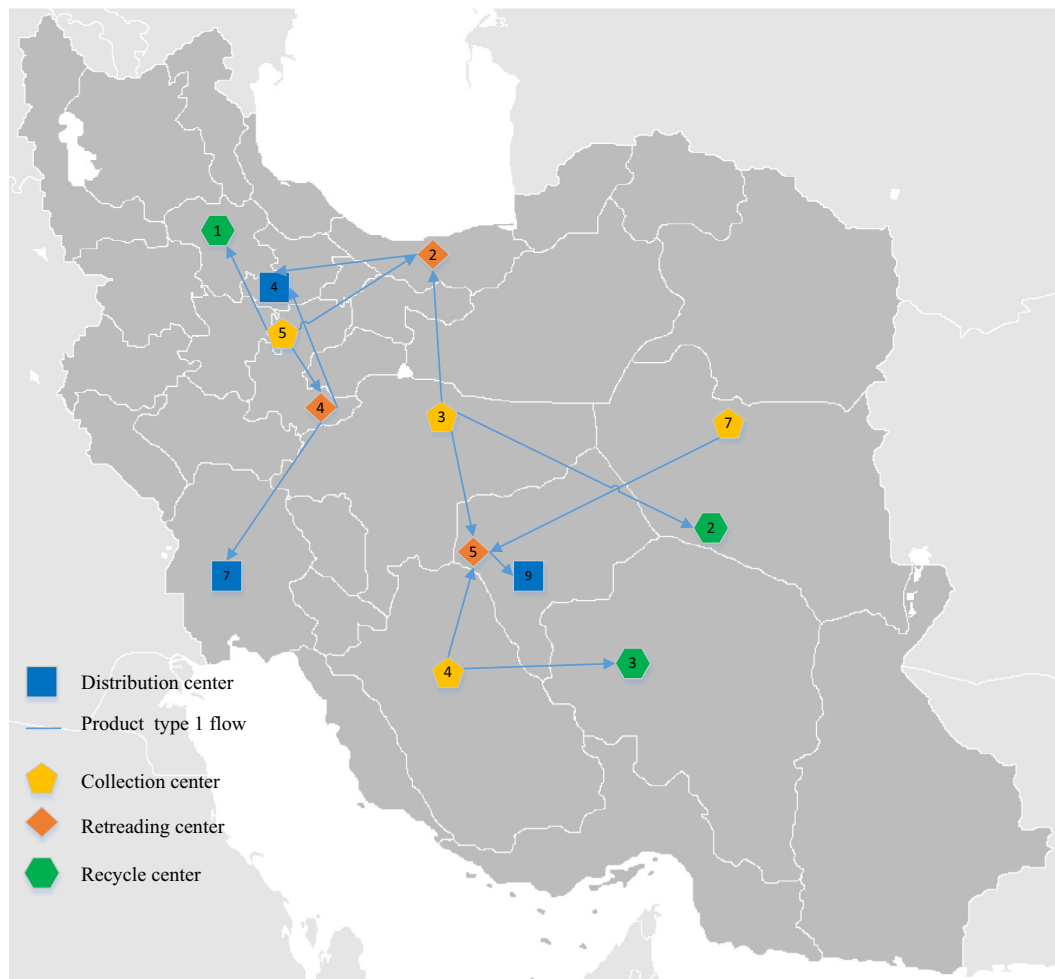 1
2
4
5
4
3
7
2
5
7
9
4
3
Distribution center
Product type 1 flow
Collection center
Retreading center
Recycle center